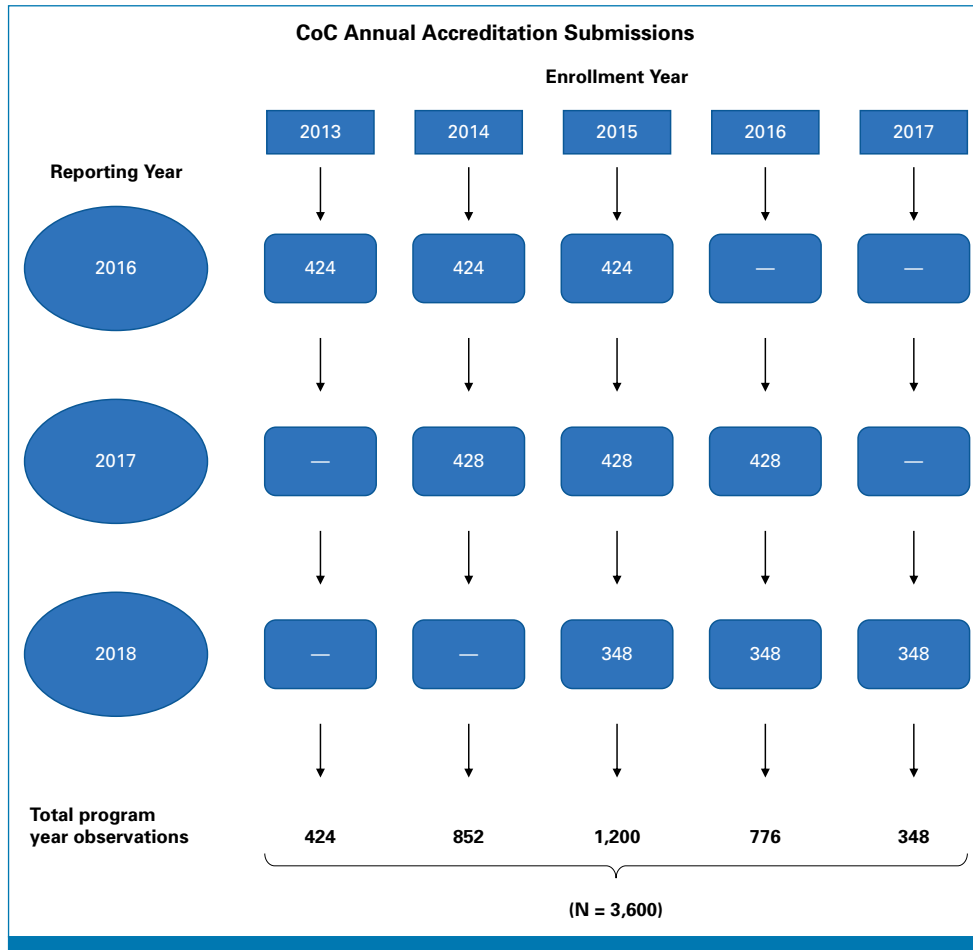 CoC Annual Accreditation Submissions
Enrollment Year
2013 2014 2015 2016 2017
Reporting Year
2016 424 424 424 — —
2017 — 428 428 428 —
2018 — — 348 348 348
Total program
year observations 424 852 1,200 776 348
(N = 3,600)